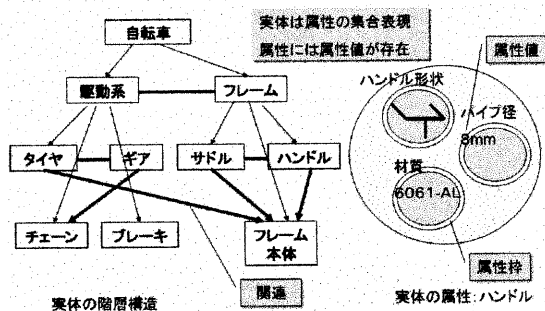 自転車
実体は属性の集合表現
属性には属性値が存在
属性値
駆動系
フレーム
ハンドル形状
パイプ径
8mm
タイヤ
ギア
サドル
ハンドル
材質
6061-AL
チェーン
ブレーキ
フレーム
本体
属性枠
関連
実体の階層構造
実体の属性:ハンドル